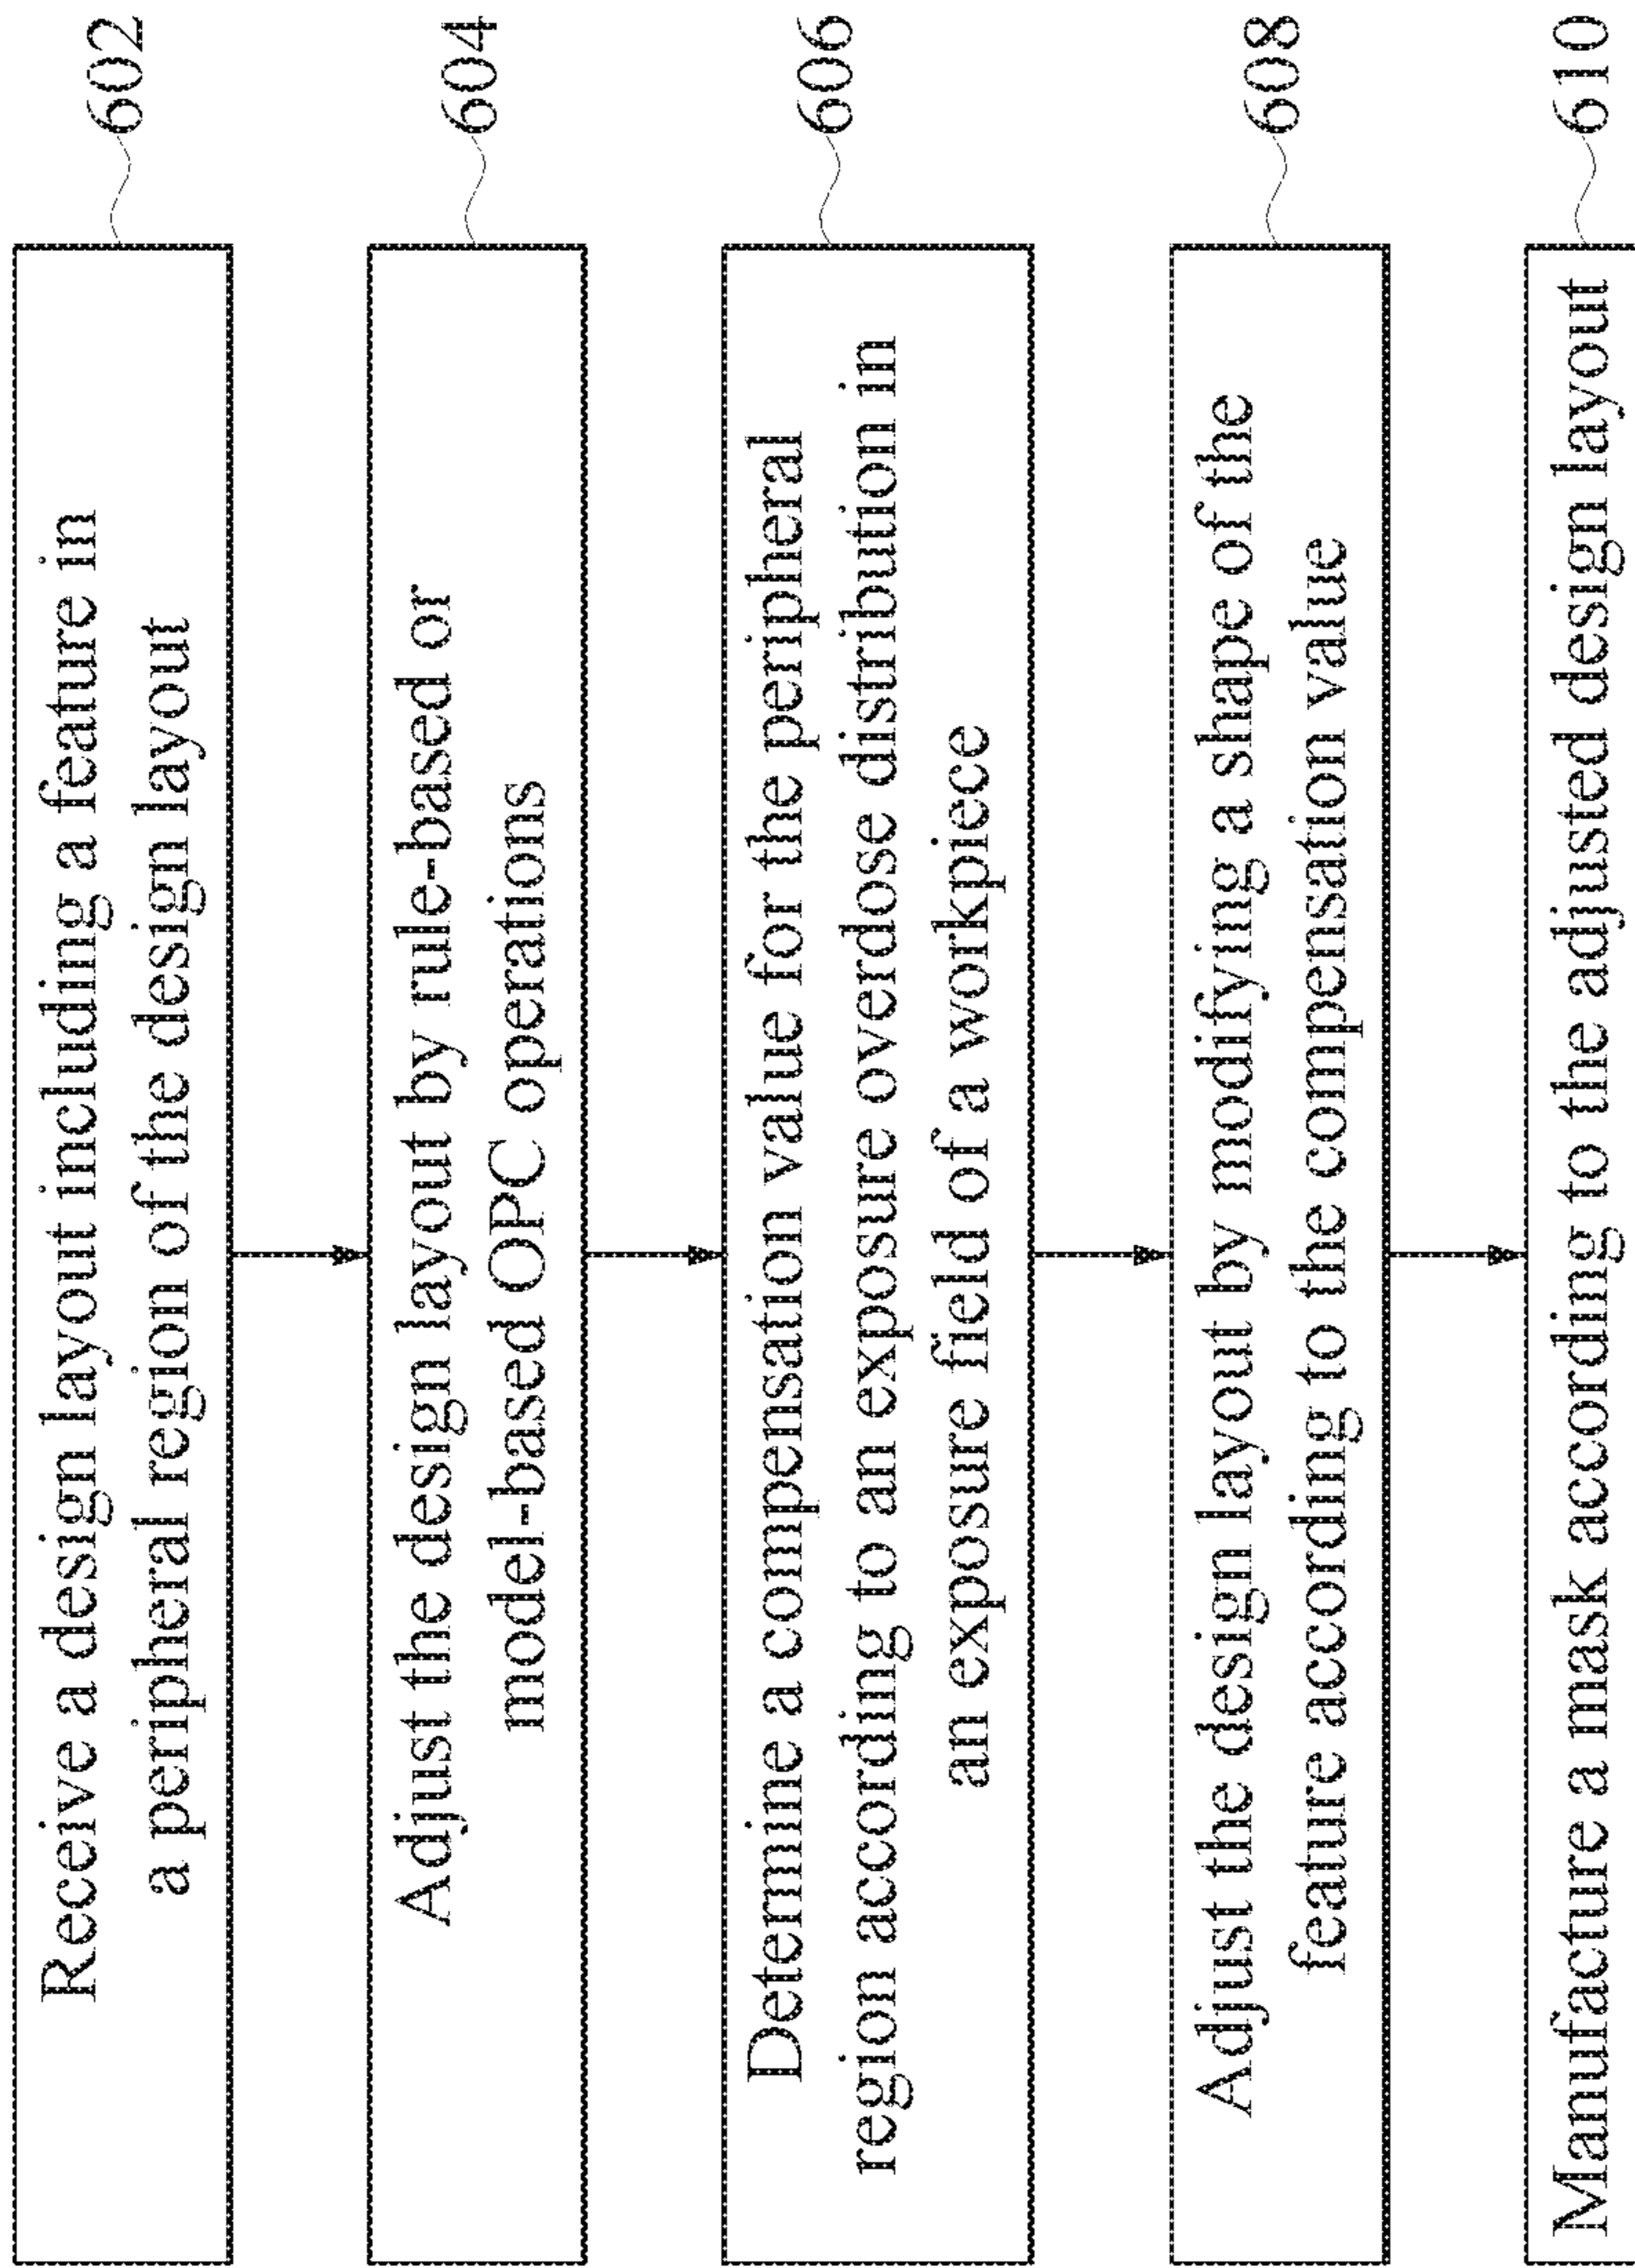 Receive a design layout including a feature in
a peripheral region of the design layout
602
Adjust the design layout by rule-based or
model-based OPC operations
604
Determine a compensation value for the peripheral
region according to an exposure overdose distribution in
an exposure field of a workpiece
606
Adjust the design layout by modifying a shape of the
feature according to the compensation value
608
Manufacture a mask according to the adjusted design layout
610